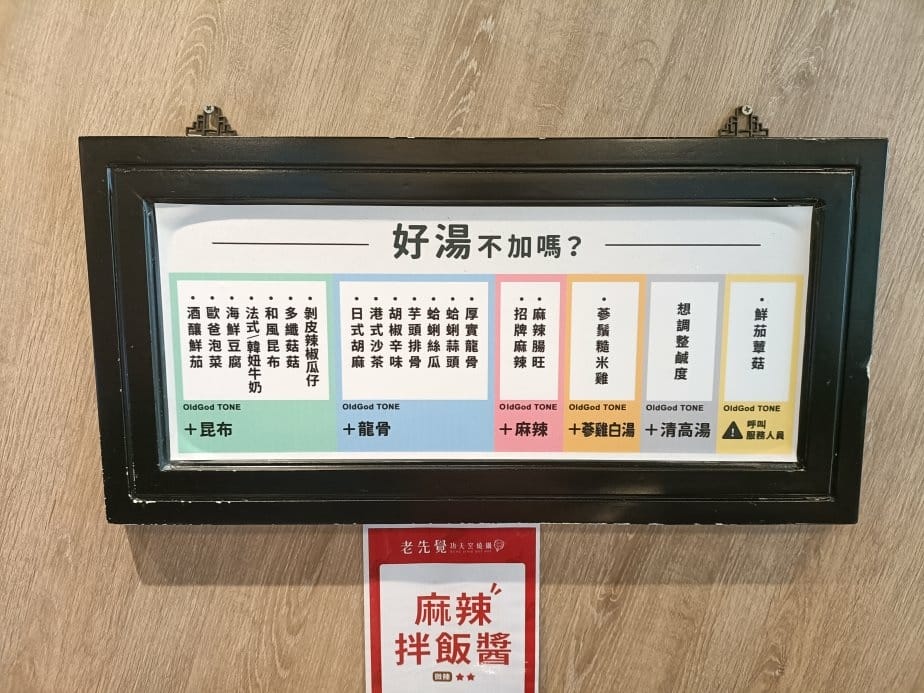 好湯不加嗎？
・剝皮辣椒瓜仔
・多纖菇菇
・和風昆布
・法式/韓妞牛奶
・海鮮豆腐
・歐爸泡菜
・酒釀鮮茄
OldGod TONE
＋昆布
・厚實龍骨
・蛤蜊蒜頭
・蛤蜊絲瓜
・芋頭排骨
・胡椒辛味
・港式沙茶
・日式胡麻
OldGod TONE
＋龍骨
・麻辣腸旺
・招牌麻辣
OldGod TONE
＋麻辣
・蔘鬚糙米雞
OldGod TONE
＋蔘雞白湯
想調整鹹度
OldGod TONE
＋清高湯
・鮮茄蕈菇
OldGod TONE
呼叫
服務人員
老先覺 功夫窯燒鍋
麻辣
拌飯醬
微辣 ★★